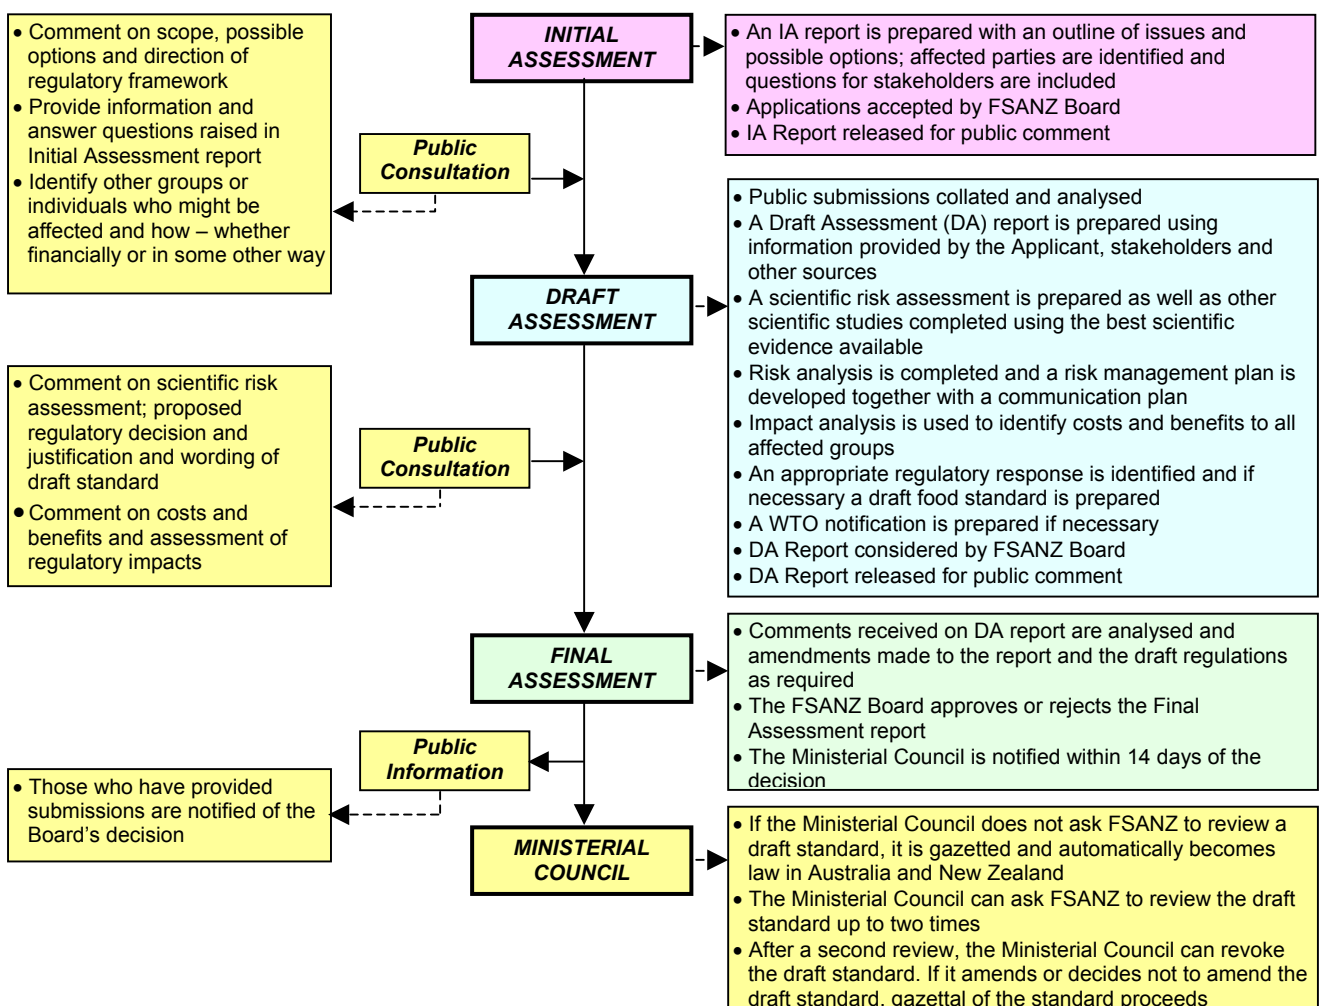 • Comment on scope, possible
options and direction of
regulatory framework
• Provide information and
answer questions raised in
Initial Assessment report
• Identify other groups or
individuals who might be
affected and how – whether
financially or in some other way
INITIAL
ASSESSMENT
• An IA report is prepared with an outline of issues and
possible options; affected parties are identified and
questions for stakeholders are included
• Applications accepted by FSANZ Board
• IA Report released for public comment
Public
Consultation
DRAFT
ASSESSMENT
• Public submissions collated and analysed
• A Draft Assessment (DA) report is prepared using
information provided by the Applicant, stakeholders and
other sources
• A scientific risk assessment is prepared as well as other
scientific studies completed using the best scientific
evidence available
• Risk analysis is completed and a risk management plan is
developed together with a communication plan
• Impact analysis is used to identify costs and benefits to all
affected groups
• An appropriate regulatory response is identified and if
necessary a draft food standard is prepared
• A WTO notification is prepared if necessary
• DA Report considered by FSANZ Board
• DA Report released for public comment
• Comment on scientific risk
assessment; proposed
regulatory decision and
justification and wording of
draft standard
• Comment on costs and
benefits and assessment of
regulatory impacts
Public
Consultation
FINAL
ASSESSMENT
• Comments received on DA report are analysed and
amendments made to the report and the draft regulations
as required
• The FSANZ Board approves or rejects the Final
Assessment report
• The Ministerial Council is notified within 14 days of the
decision
Public
Information
• Those who have provided
submissions are notified of the
Board's decision
MINISTERIAL
COUNCIL
• If the Ministerial Council does not ask FSANZ to review a
draft standard, it is gazetted and automatically becomes
law in Australia and New Zealand
• The Ministerial Council can ask FSANZ to review the draft
standard up to two times
• After a second review, the Ministerial Council can revoke
the draft standard. If it amends or decides not to amend the
draft standard, gazettal of the standard proceeds